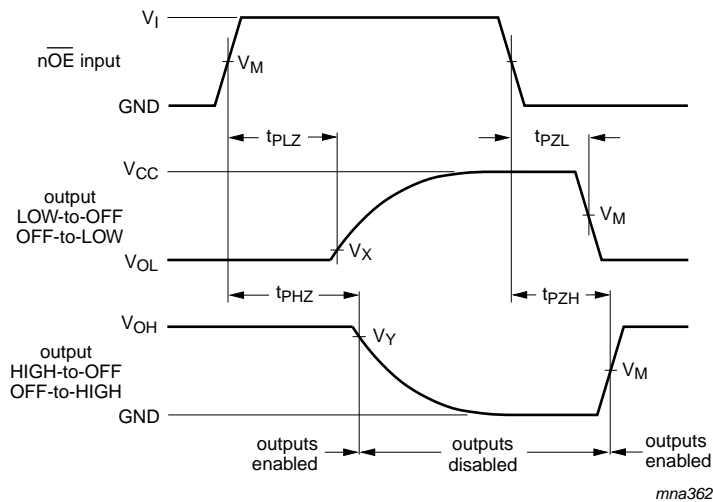 V_I
nO̅E̅ input
V_M
GND
t_PLZ
t_PZL
V_CC
output
LOW-to-OFF
OFF-to-LOW
V_M
V_X
V_OL
t_PHZ
t_PZH
V_OH
V_Y
output
HIGH-to-OFF
OFF-to-HIGH
V_M
GND
outputs
enabled
outputs
disabled
outputs
enabled
mna362